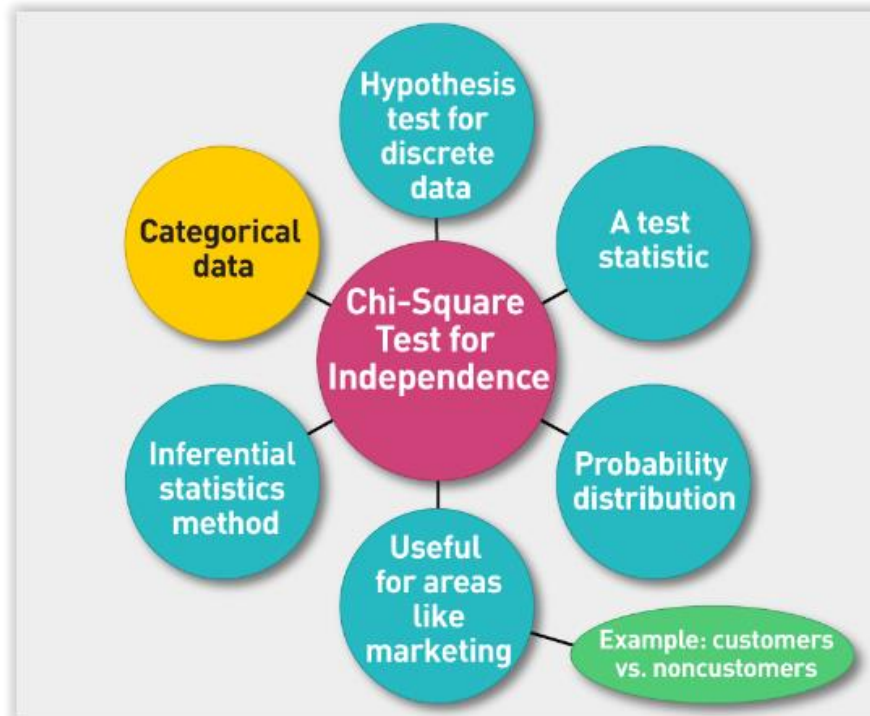 Hypothesis
test for
discrete
data
Categorical
data
A test
statistic
Chi-Square
Test for
Independence
Inferential
statistics
method
Probability
distribution
Useful
for areas
like
marketing
Example: customers
vs. noncustomers